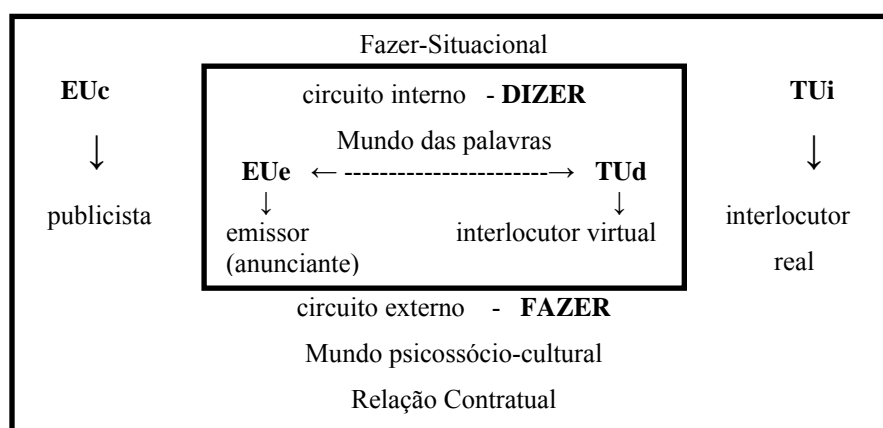 Fazer-Situacional
EUc
TUi
circuito interno - DIZER
↓
↓
Mundo das palavras
EUe ← ----------------------→ TUd
↓ ↓
publicista
emissor interlocutor virtual
(anunciante)
interlocutor
real
circuito externo - FAZER
Mundo psicossócio-cultural
Relação Contratual